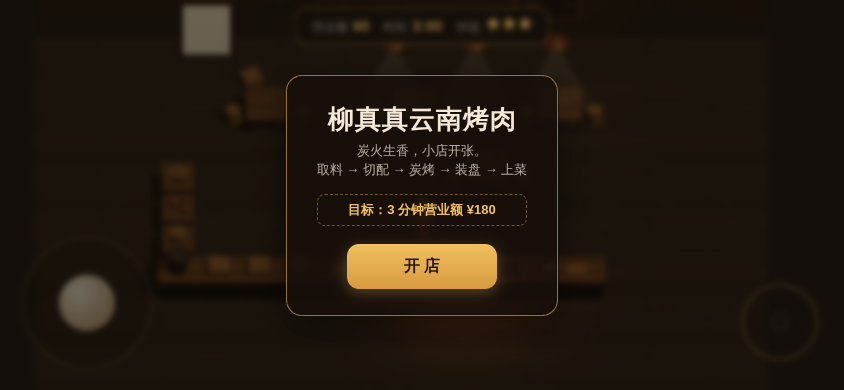 柳真真云南烤肉
炭火生香，小店开张。
取料 → 切配 → 炭烤 → 装盘 → 上菜
目标：3 分钟营业额 ¥180
开 店